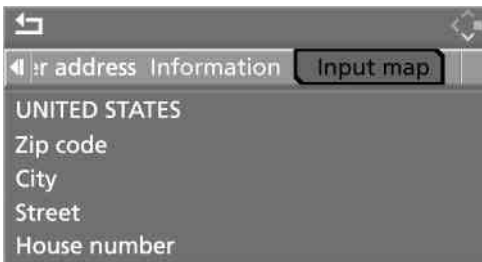 er address Information Input map
UNITED STATES
Zip code
City
Street
House number